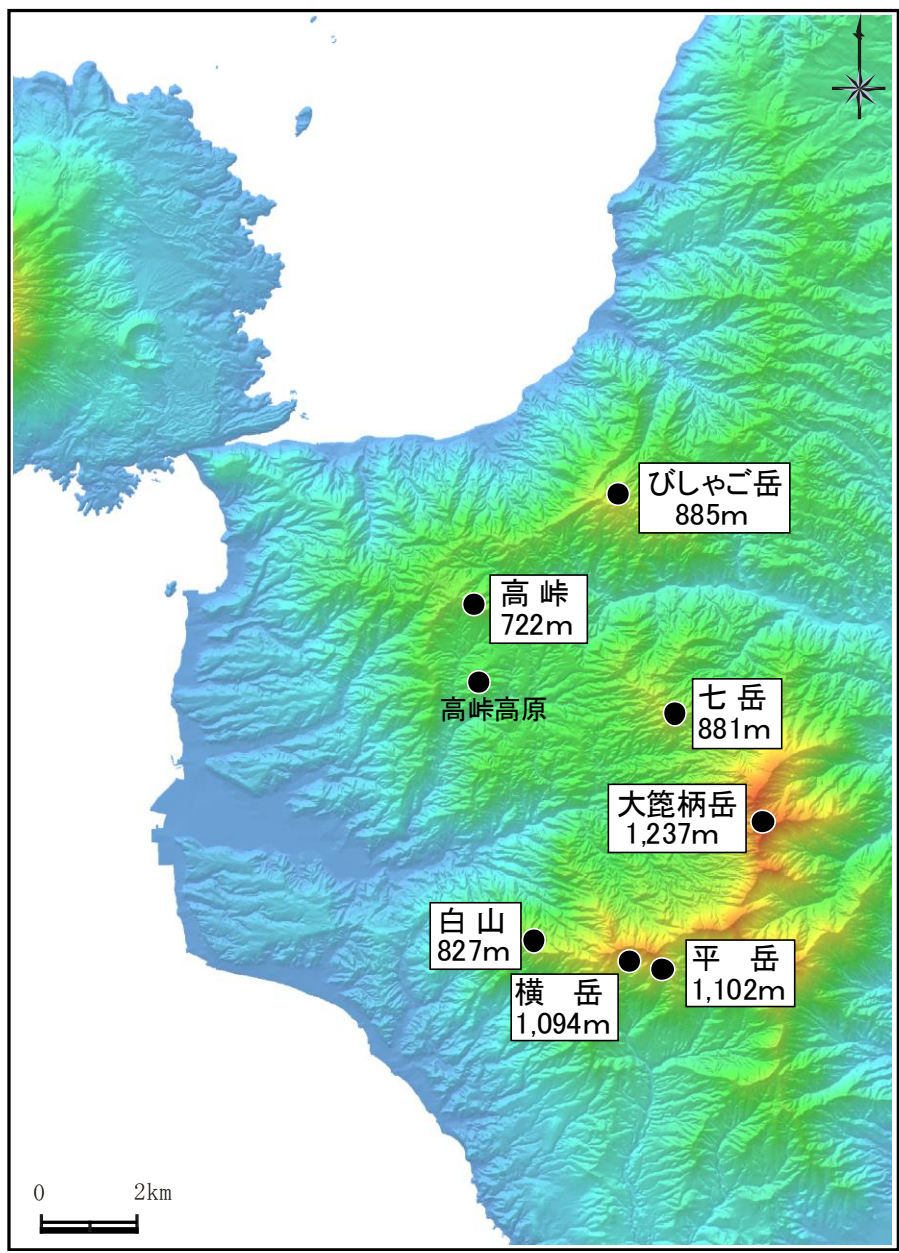 びしゃご岳
885m
高峠
722m
高峠高原
七岳
881m
大箆柄岳
1,237m
白山
827m
横　岳
1,094m
平　岳
1,102m
0 2km